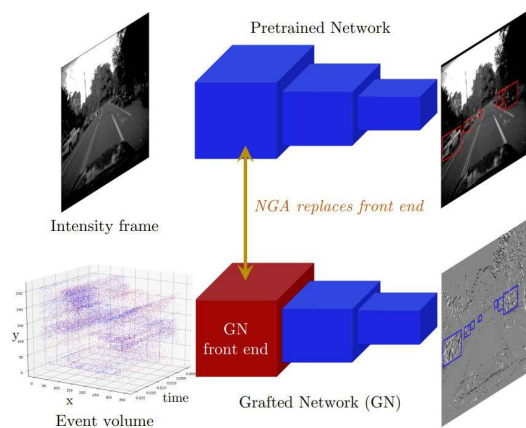 Pretrained Network
NGA replaces front end
Intensity frame
GN
front end
y
x
time
Event volume
Grafted Network (GN)